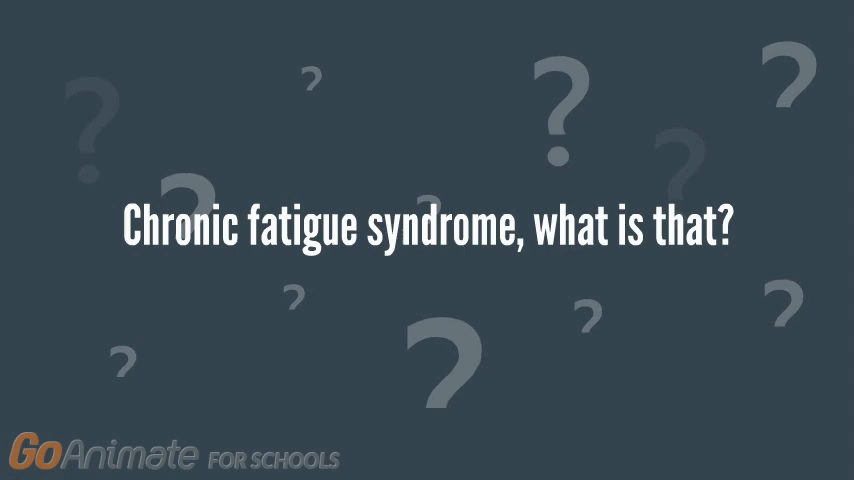 Chronic fatigue syndrome, what is that?
GoAnimate FOR SCHOOLS